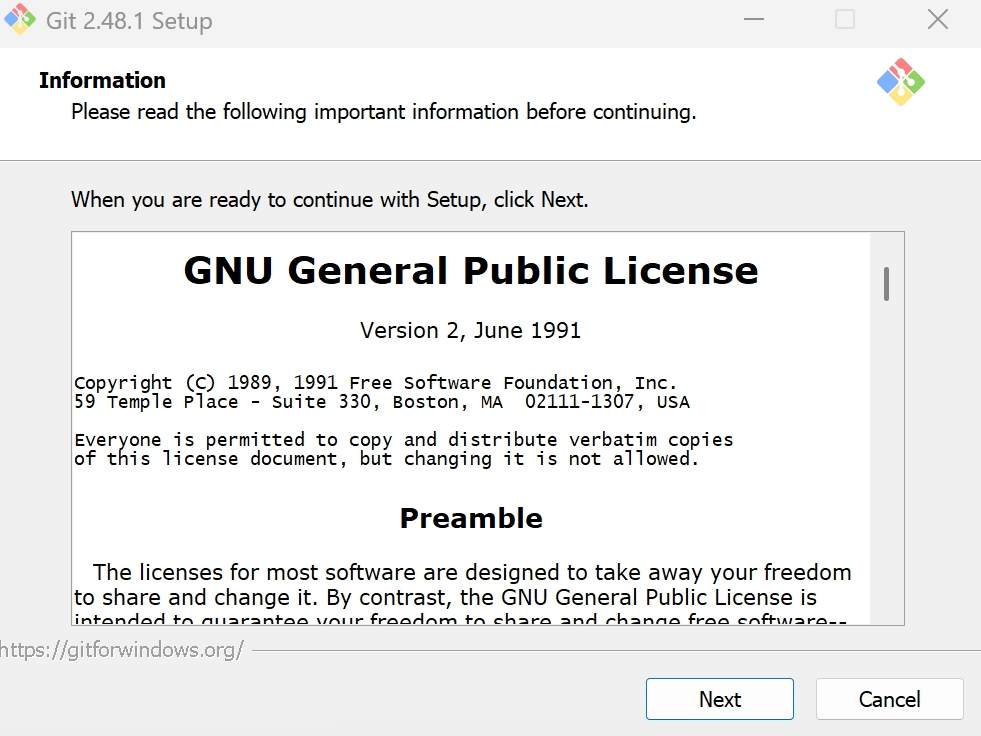 Git 2.48.1 Setup
Information
Please read the following important information before continuing.
When you are ready to continue with Setup, click Next.
GNU General Public License
Version 2, June 1991
Copyright (C) 1989, 1991 Free Software Foundation, Inc.
59 Temple Place - Suite 330, Boston, MA  02111-1307, USA
Everyone is permitted to copy and distribute verbatim copies
of this license document, but changing it is not allowed.
Preamble
The licenses for most software are designed to take away your freedom
to share and change it. By contrast, the GNU General Public License is
intended to guarantee your freedom to share and change free software--
https://gitforwindows.org/
Next
Cancel